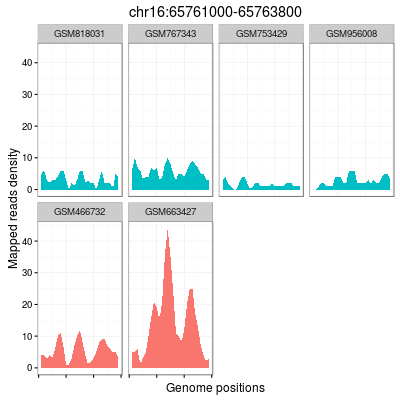 chr16:65761000-65763800
GSM818031 GSM767343 GSM753429 GSM956008
40
30
20
10
0
Mapped reads density
GSM466732 GSM663427
40
30
20
10
0
Genome positions